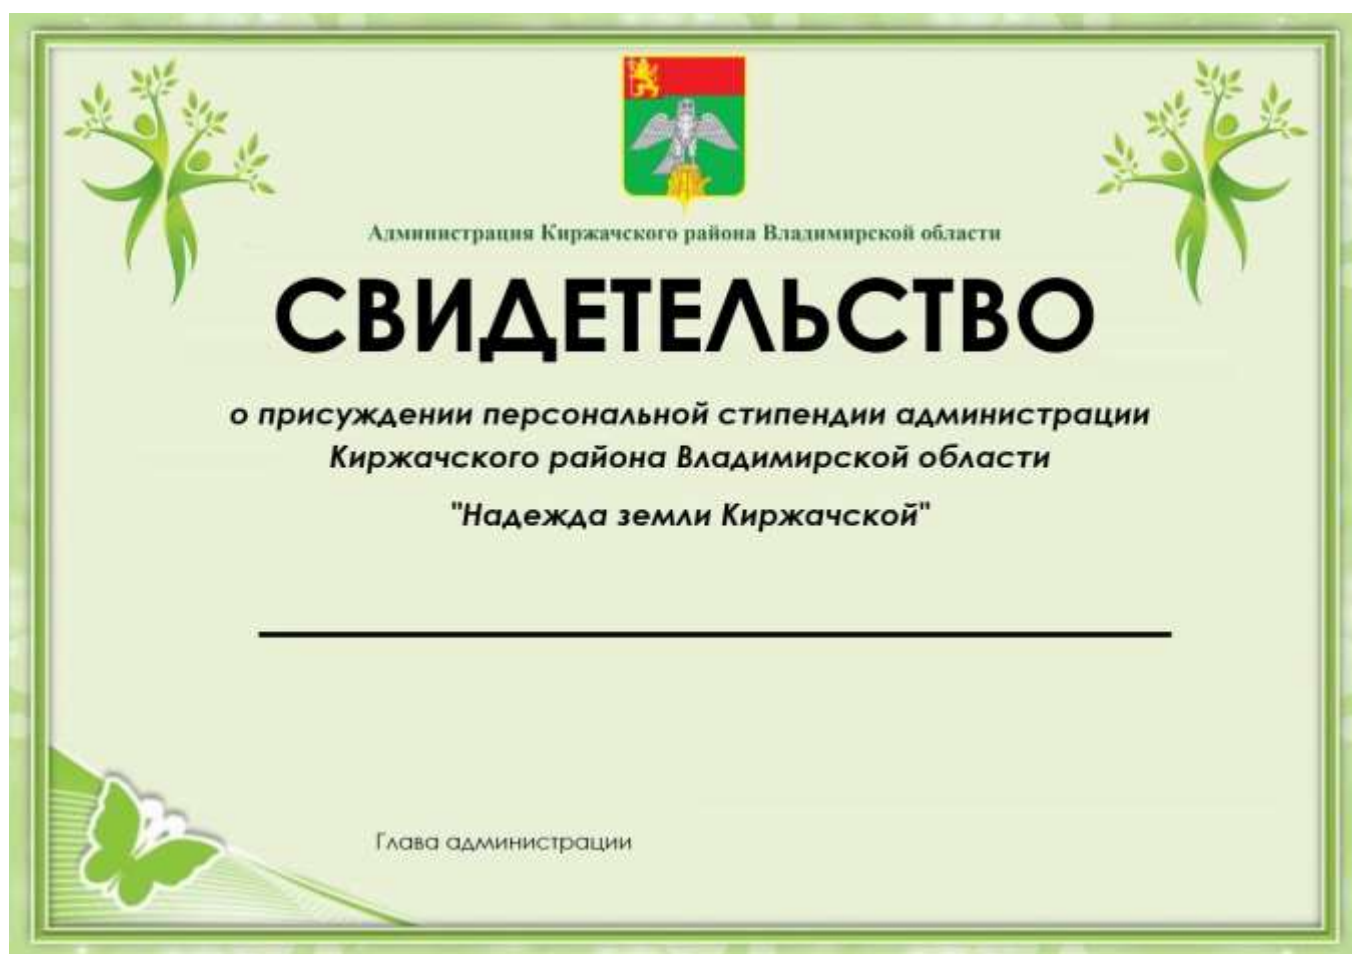 Администрация Киржачского района Владимирской области
СВИДЕТЕЛЬСТВО
о присуждении персональной стипендии администрации
Киржачского района Владимирской области
"Надежда земли Киржачской"
Глава администрации